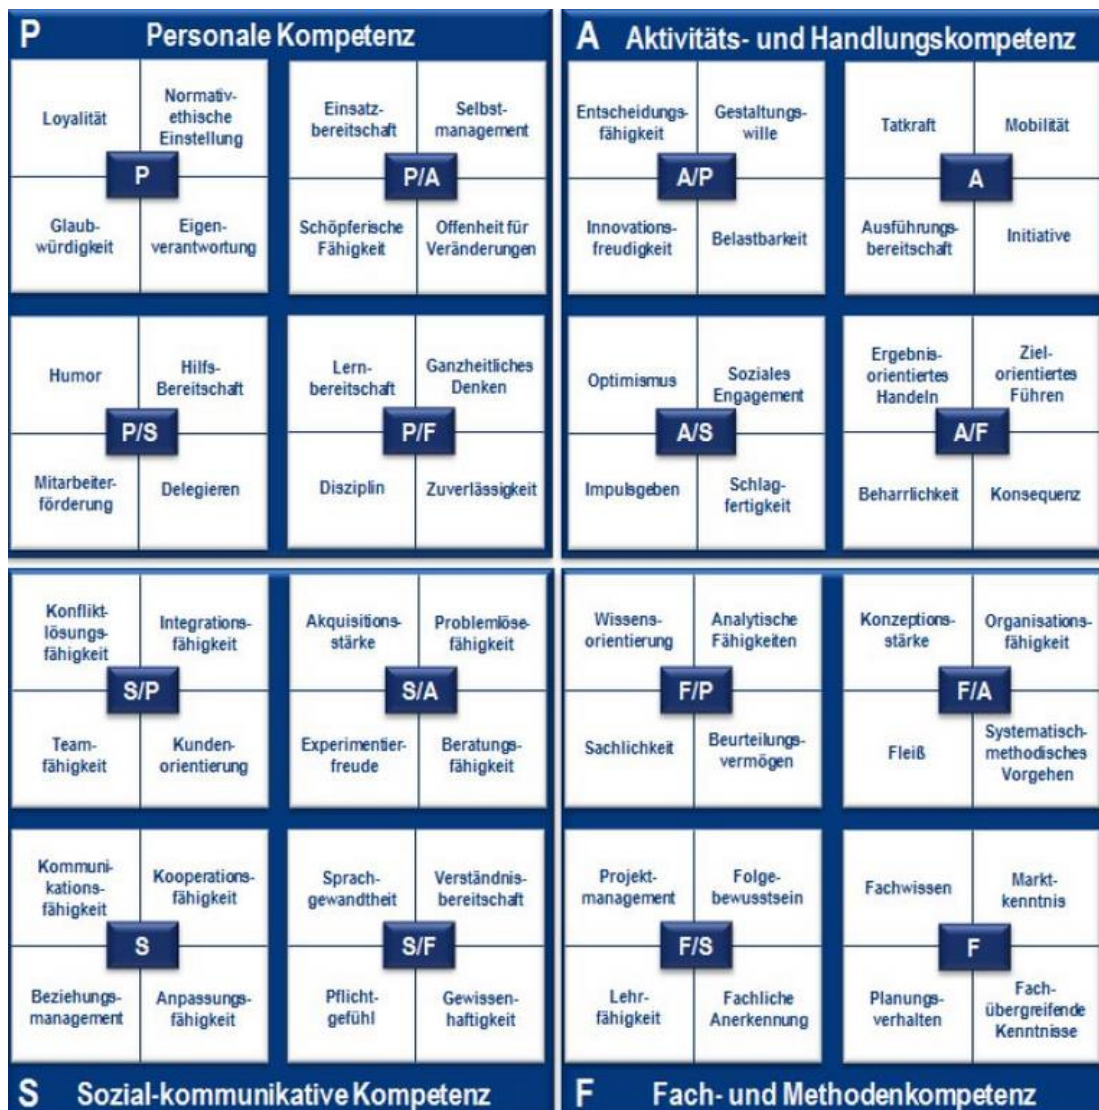 P Personale Kompetenz
Loyalität
Normativ-
ethische
Einstellung
P
Glaub-
würdigkeit
Eigen-
verantwortung
Einsatz-
bereitschaft
Selbst-
management
P/A
Schöpferische
Fähigkeit
Offenheit für
Veränderungen
Humor
Hilfs-
Bereitschaft
P/S
Mitarbeiter-
förderung
Delegieren
Lern-
bereitschaft
Ganzheitliches
Denken
P/F
Disziplin
Zuverlässigkeit
A Aktivitäts- und Handlungskompetenz
Entscheidungs-
fähigkeit
Gestaltungs-
wille
A/P
Innovations-
freudigkeit
Belastbarkeit
Tatkraft
Mobilität
A
Ausführungs-
bereitschaft
Initiative
Optimismus
Soziales
Engagement
A/S
Impulsgeben
Schlag-
fertigkeit
Ergebnis-
orientiertes
Handeln
Ziel-
orientiertes
Führen
A/F
Beharrlichkeit
Konsequenz
Konflikt-
lösungs-
fähigkeit
Integrations-
fähigkeit
S/P
Team-
fähigkeit
Kunden-
orientierung
Akquisitions-
stärke
Problemlöse-
fähigkeit
S/A
Experimentier-
freude
Beratungs-
fähigkeit
Kommuni-
kations-
fähigkeit
Kooperations-
fähigkeit
S
Beziehungs-
management
Anpassungs-
fähigkeit
Sprach-
gewandtheit
Verständnis-
bereitschaft
S/F
Pflicht-
gefühl
Gewissen-
haftigkeit
S Sozial-kommunikative Kompetenz
Wissens-
orientierung
Analytische
Fähigkeiten
F/P
Sachlichkeit
Beurteilungs-
vermögen
Konzeptions-
stärke
Organisations-
fähigkeit
F/A
Fleiß
Systematisch-
methodisches
Vorgehen
Projekt-
management
Folge-
bewusstsein
F/S
Lehr-
fähigkeit
Fachliche
Anerkennung
Fachwissen
Markt-
kenntnis
F
Planungs-
verhalten
Fach-
übergreifende
Kenntnisse
F Fach- und Methodenkompetenz